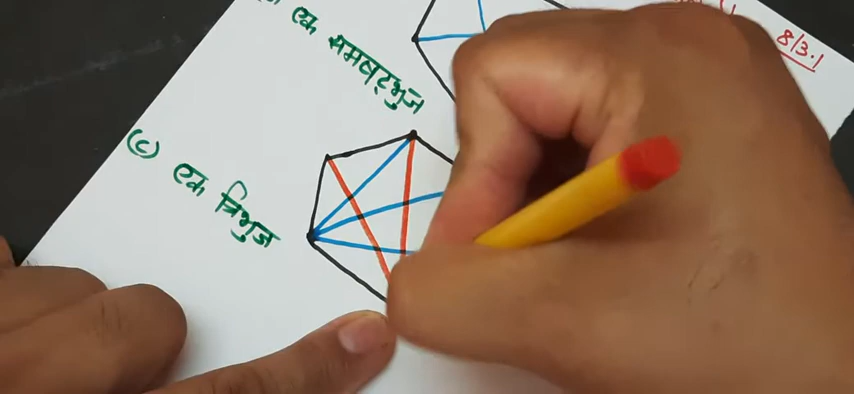 एक समषट्भुज
8/3.1
(c) एक त्रिभुज